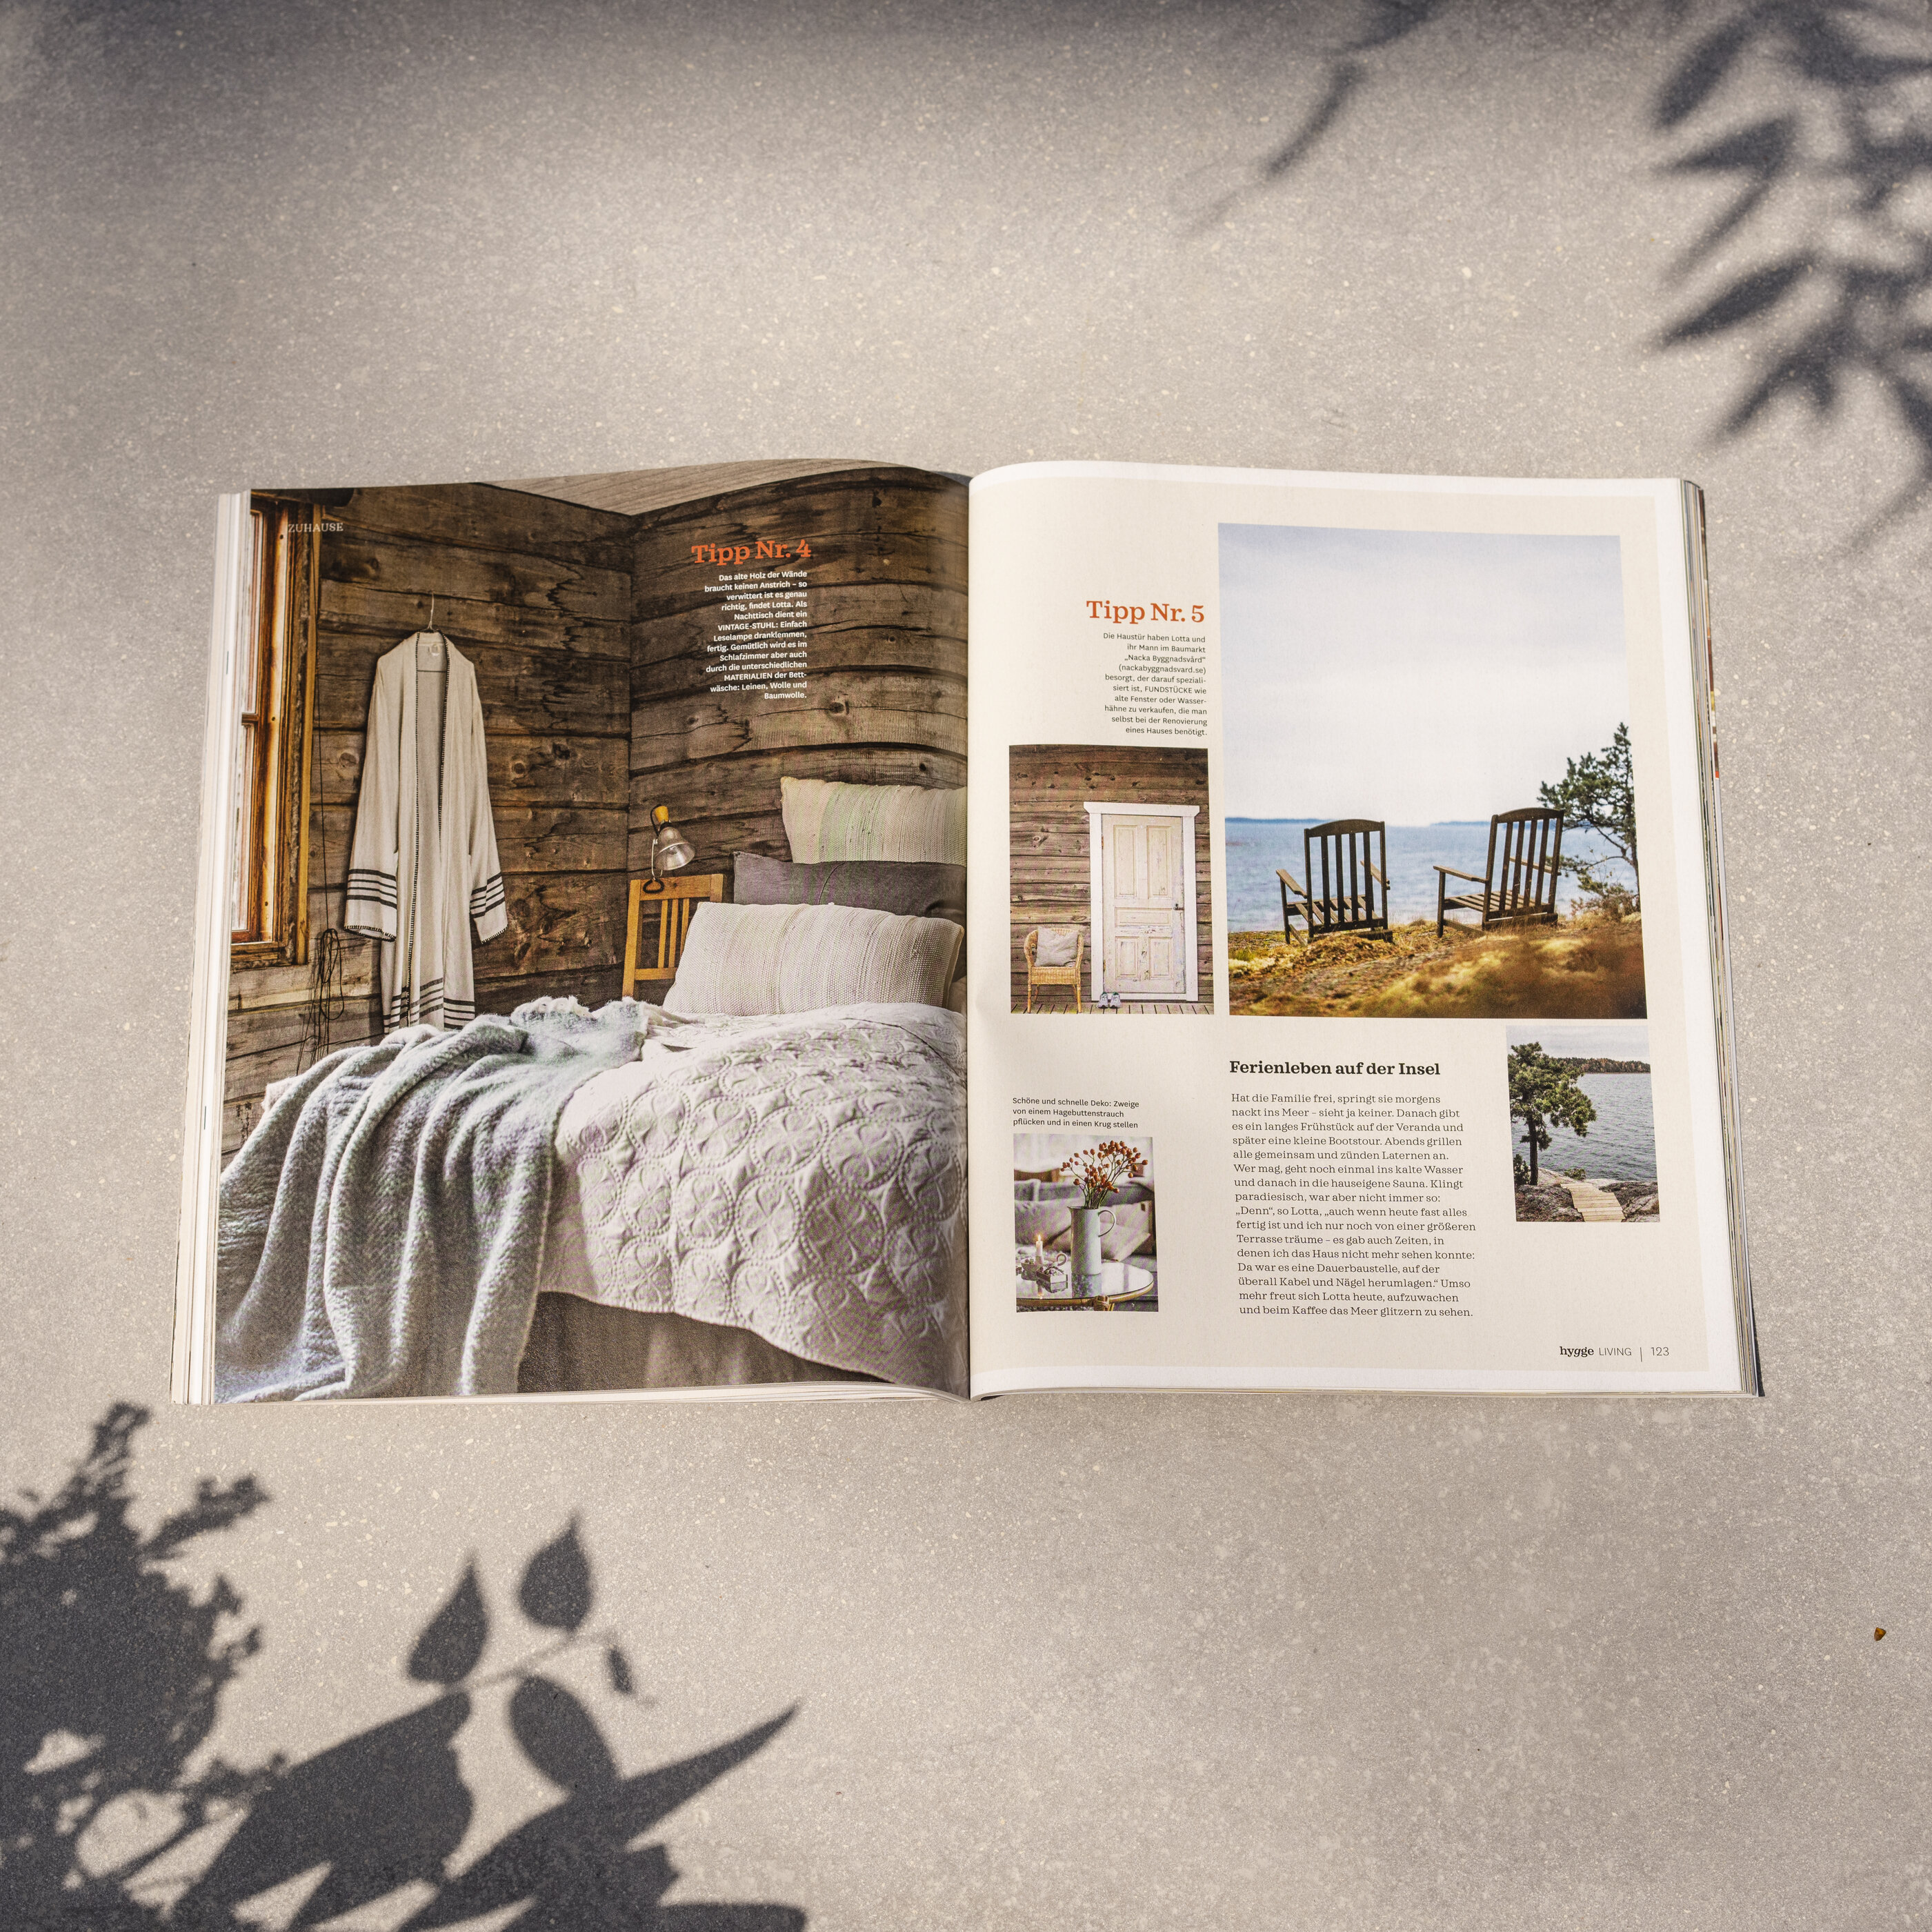 ZUHAUSE
Tipp Nr. 4
Das alte Holz der Wände
braucht keinen Anstrich – so
verwittert ist es genau
richtig, findet Lotta. Als
Nachttisch dient ein
VINTAGE-STUHL: Einfach
Leselampe dranklemmen,
fertig. Gemütlich wird es im
Schlafzimmer aber auch
durch die unterschiedlichen
MATERIALIEN der Bett-
wäsche: Leinen, Wolle und
Baumwolle.
Tipp Nr. 5
Die Haustür haben Lotta und
ihr Mann im Baumarkt
„Nacka Byggnadsvård“
(nackabyggnadsvard.se)
besorgt, der darauf speziali-
siert ist, FUNDSTÜCKE wie
alte Fenster oder Wasser-
hähne zu verkaufen, die man
selbst bei der Renovierung
eines Hauses benötigt.
Schöne und schnelle Deko: Zweige
von einem Hagebuttenstrauch
pflücken und in einen Krug stellen
Ferienleben auf der Insel
Hat die Familie frei, springt sie morgens
nackt ins Meer – sieht ja keiner. Danach gibt
es ein langes Frühstück auf der Veranda und
später eine kleine Bootstour. Abends grillen
alle gemeinsam und zünden Laternen an.
Wer mag, geht noch einmal ins kalte Wasser
und danach in die hauseigene Sauna. Klingt
paradiesisch, war aber nicht immer so:
„Denn“, so Lotta, „auch wenn heute fast alles
fertig ist und ich nur noch von einer größeren
Terrasse träume – es gab auch Zeiten, in
denen ich das Haus nicht mehr sehen konnte:
Da war es eine Dauerbaustelle, auf der
überall Kabel und Nägel herumlagen.“ Umso
mehr freut sich Lotta heute, aufzuwachen
und beim Kaffee das Meer glitzern zu sehen.
hygge LIVING | 123